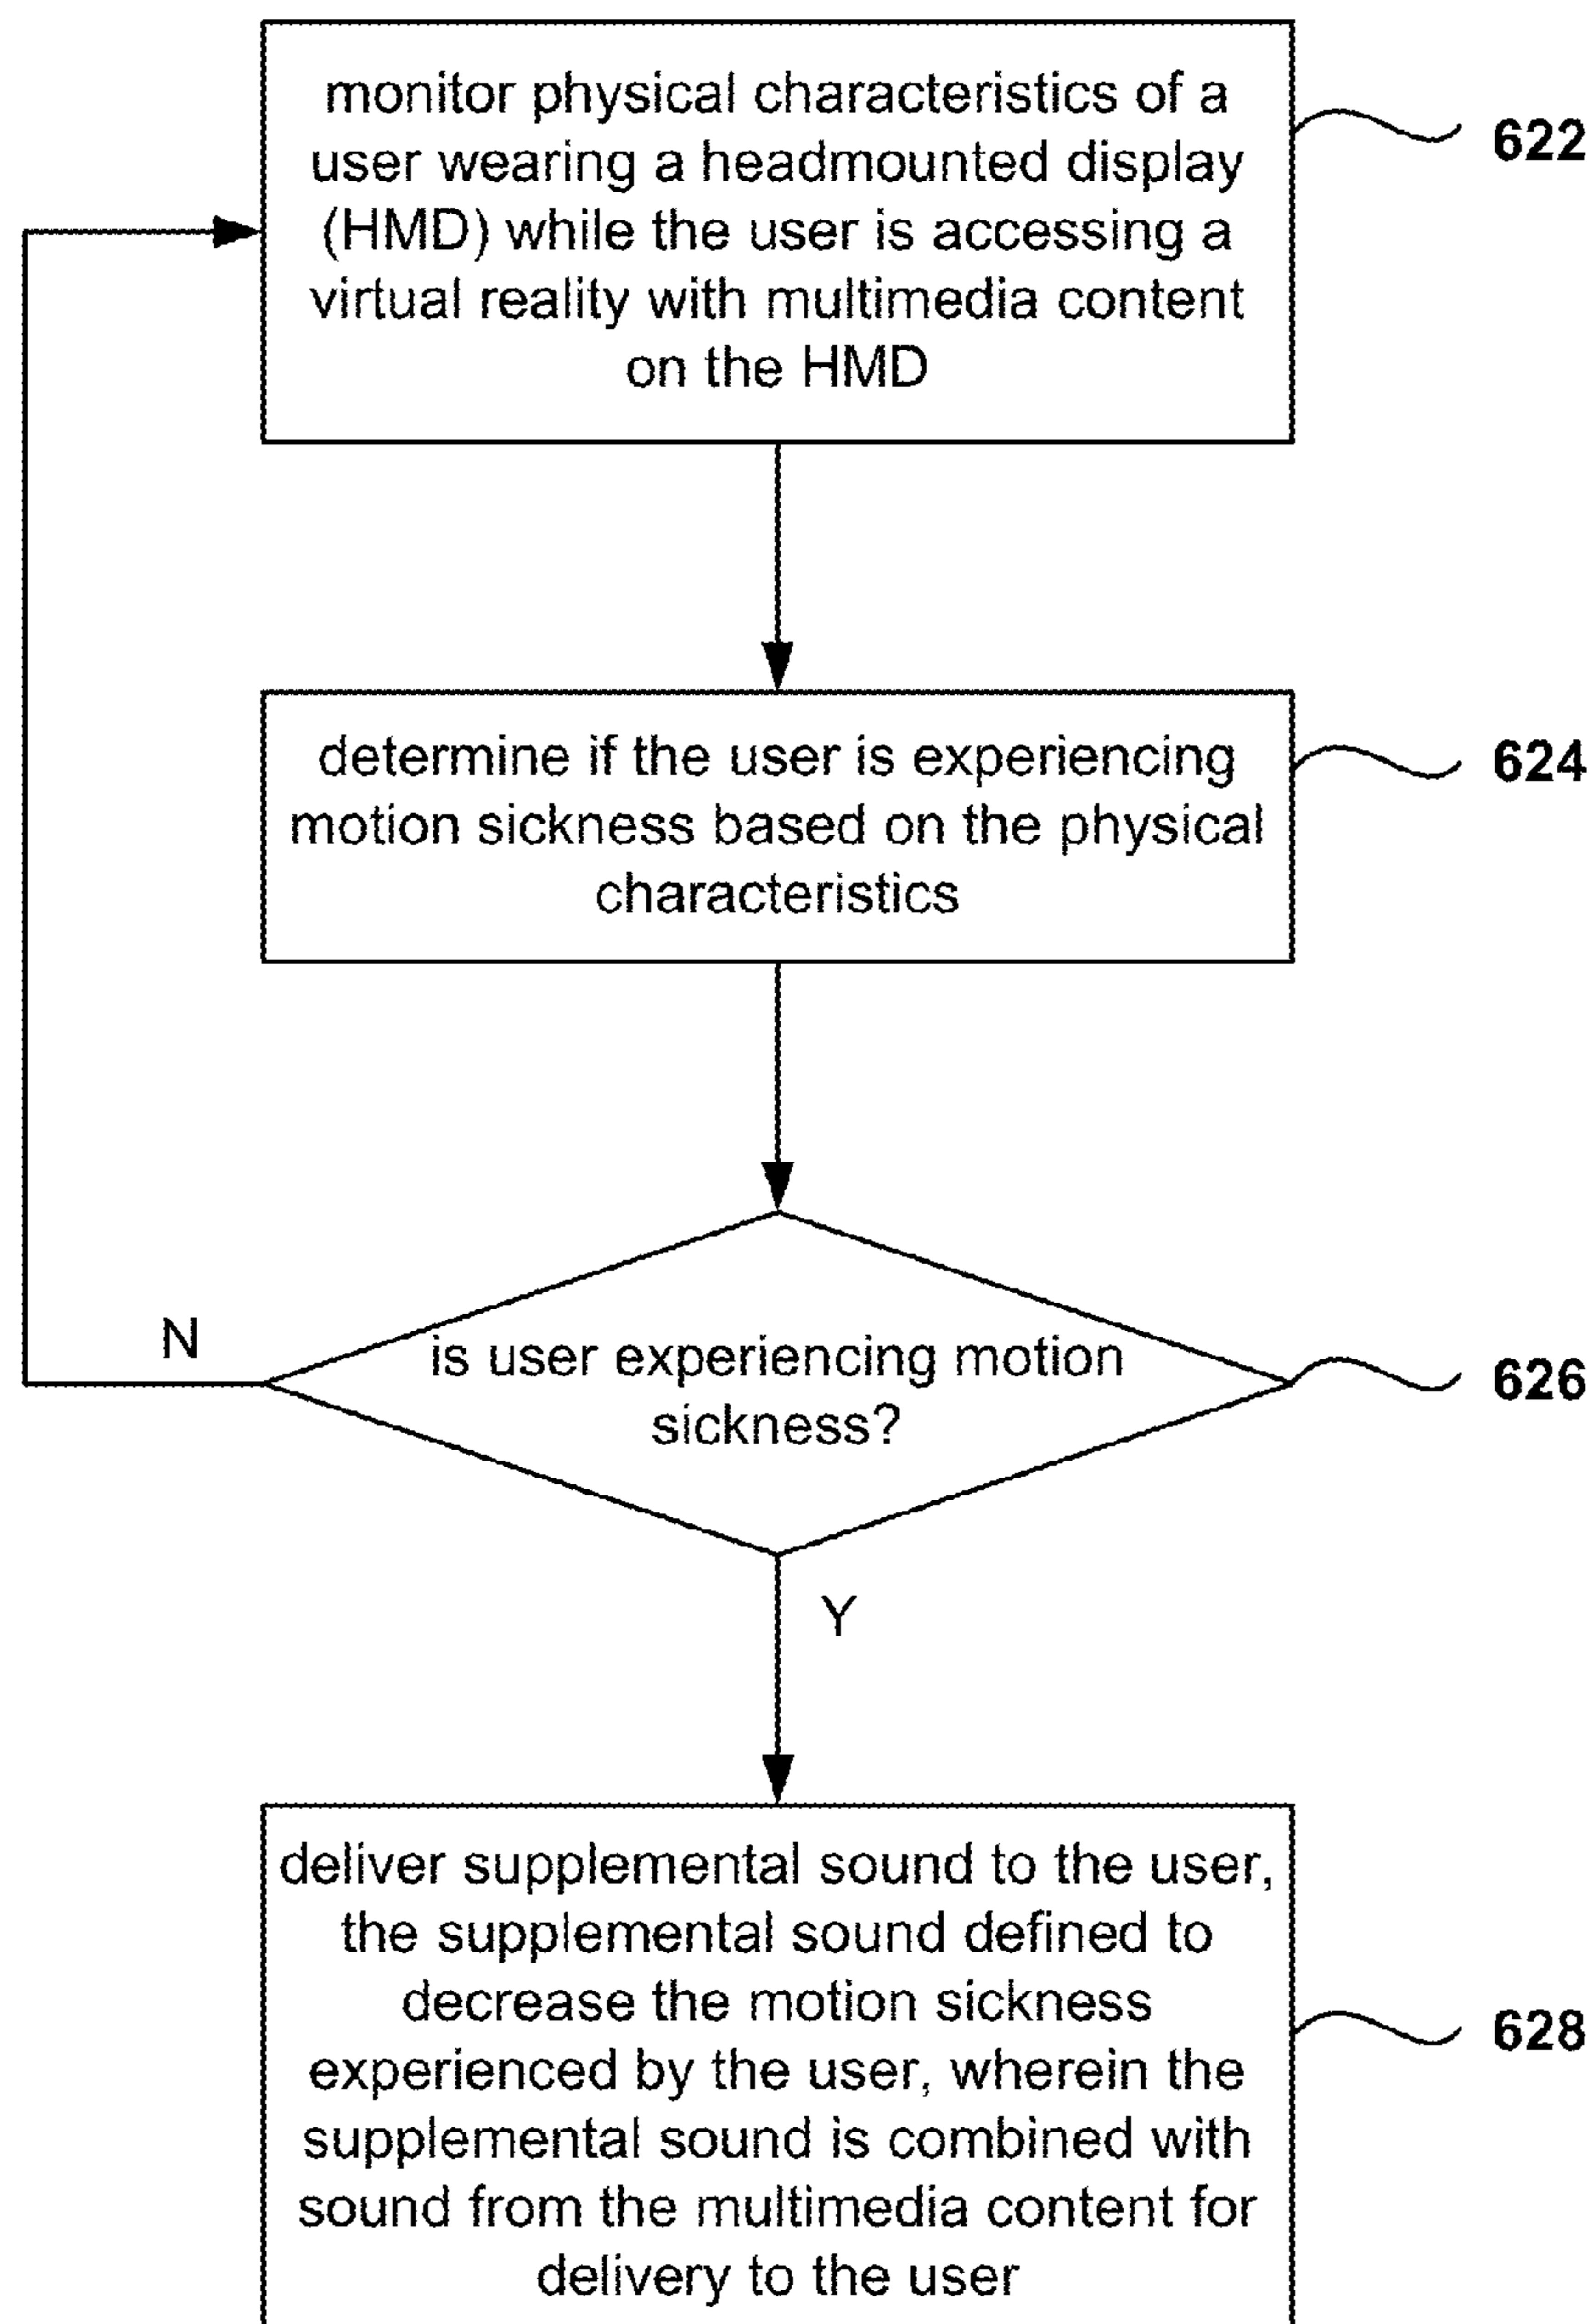 monitor physical characteristics of a
user wearing a headmounted display
(HMD) while the user is accessing a
virtual reality with multimedia content
on the HMD
622
determine if the user is experiencing
motion sickness based on the physical
characteristics
624
N
is user experiencing motion
sickness?
626
Y
deliver supplemental sound to the user,
the supplemental sound defined to
decrease the motion sickness
experienced by the user, wherein the
supplemental sound is combined with
sound from the multimedia content for
delivery to the user
628